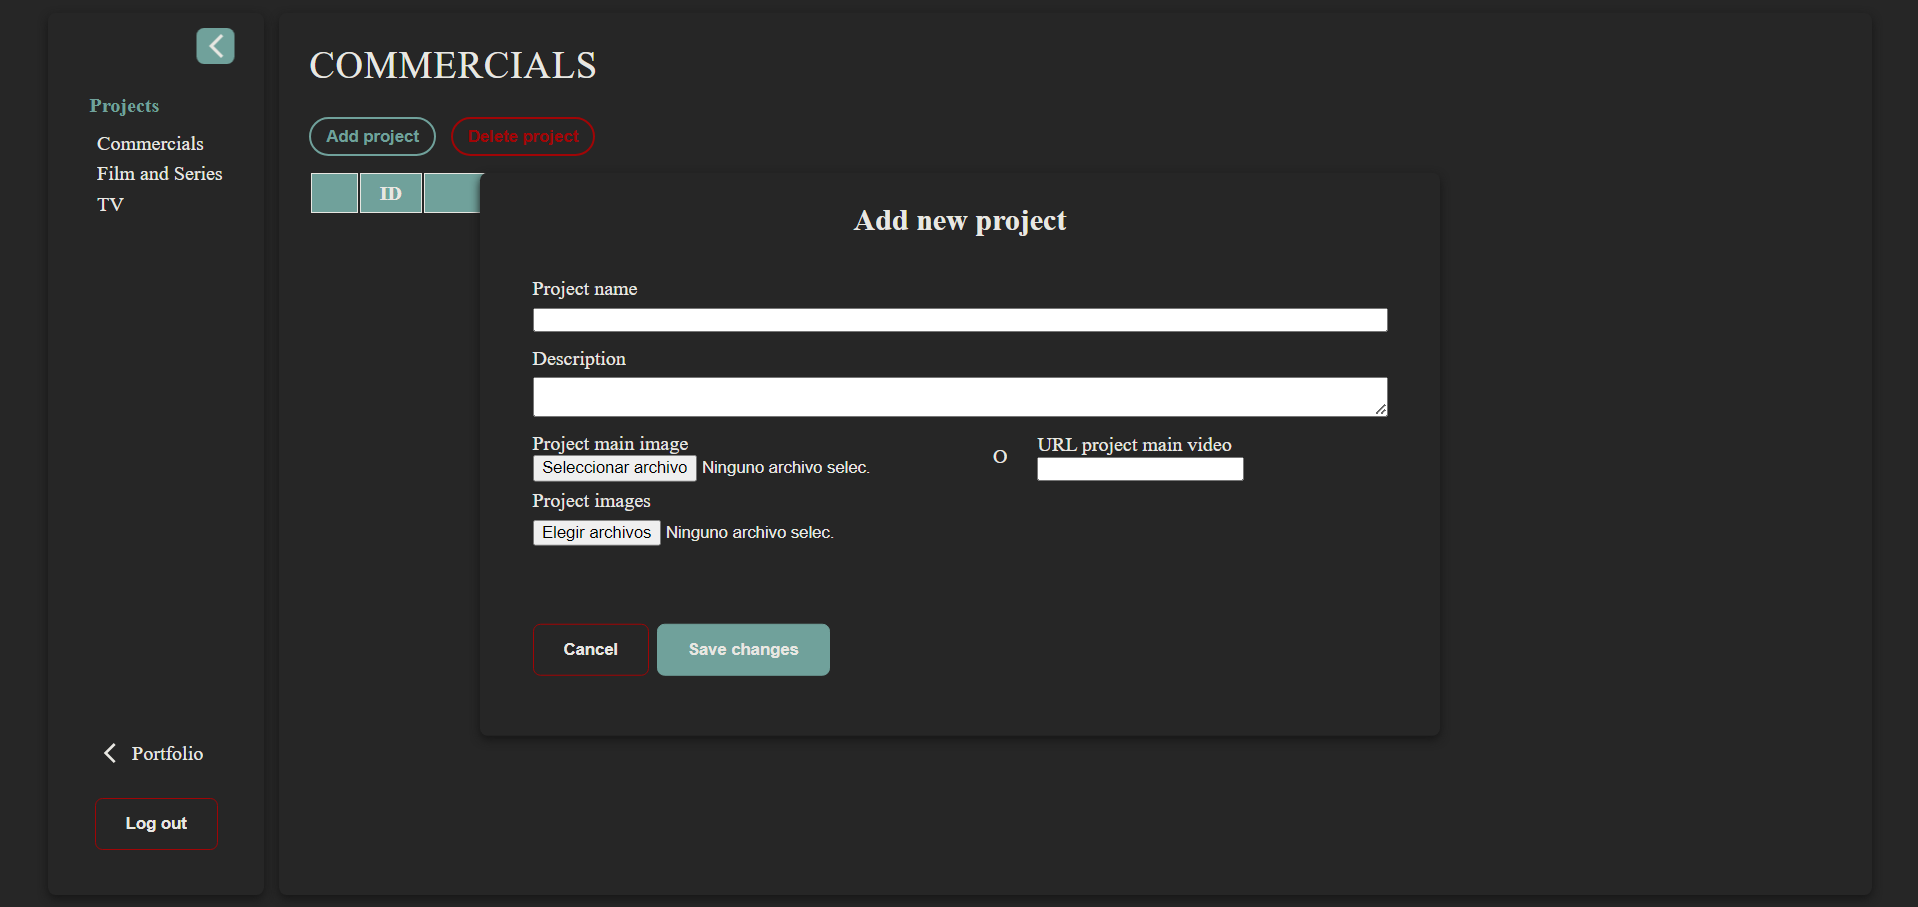 COMMERCIALS
Projects
Commercials
Film and Series
TV
Add project
Delete project
ID
Add new project
Project name
Description
Project main image
Seleccionar archivo Ninguno archivo selec.
O
URL project main video
Project images
Elegir archivos Ninguno archivo selec.
Cancel
Save changes
Portfolio
Log out